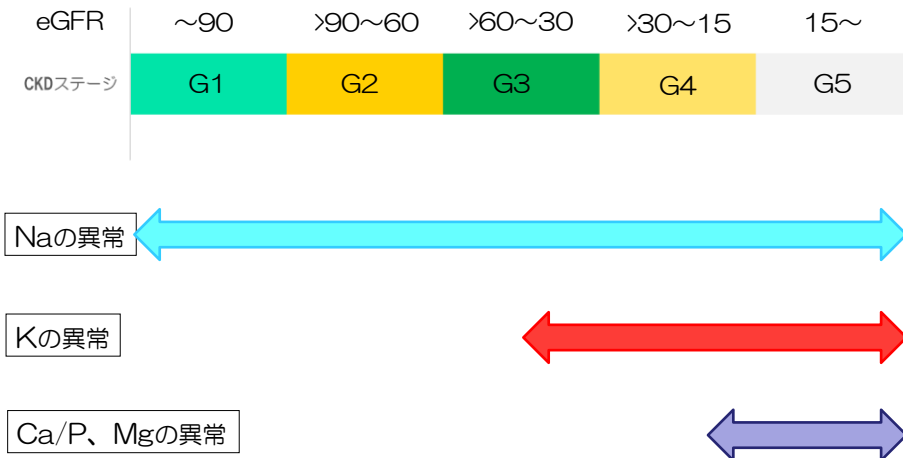 eGFR ～90 >90～60 >60～30 >30～15 15～
CKDステージ G1 G2 G3 G4 G5
Naの異常
Kの異常
Ca/P、Mgの異常